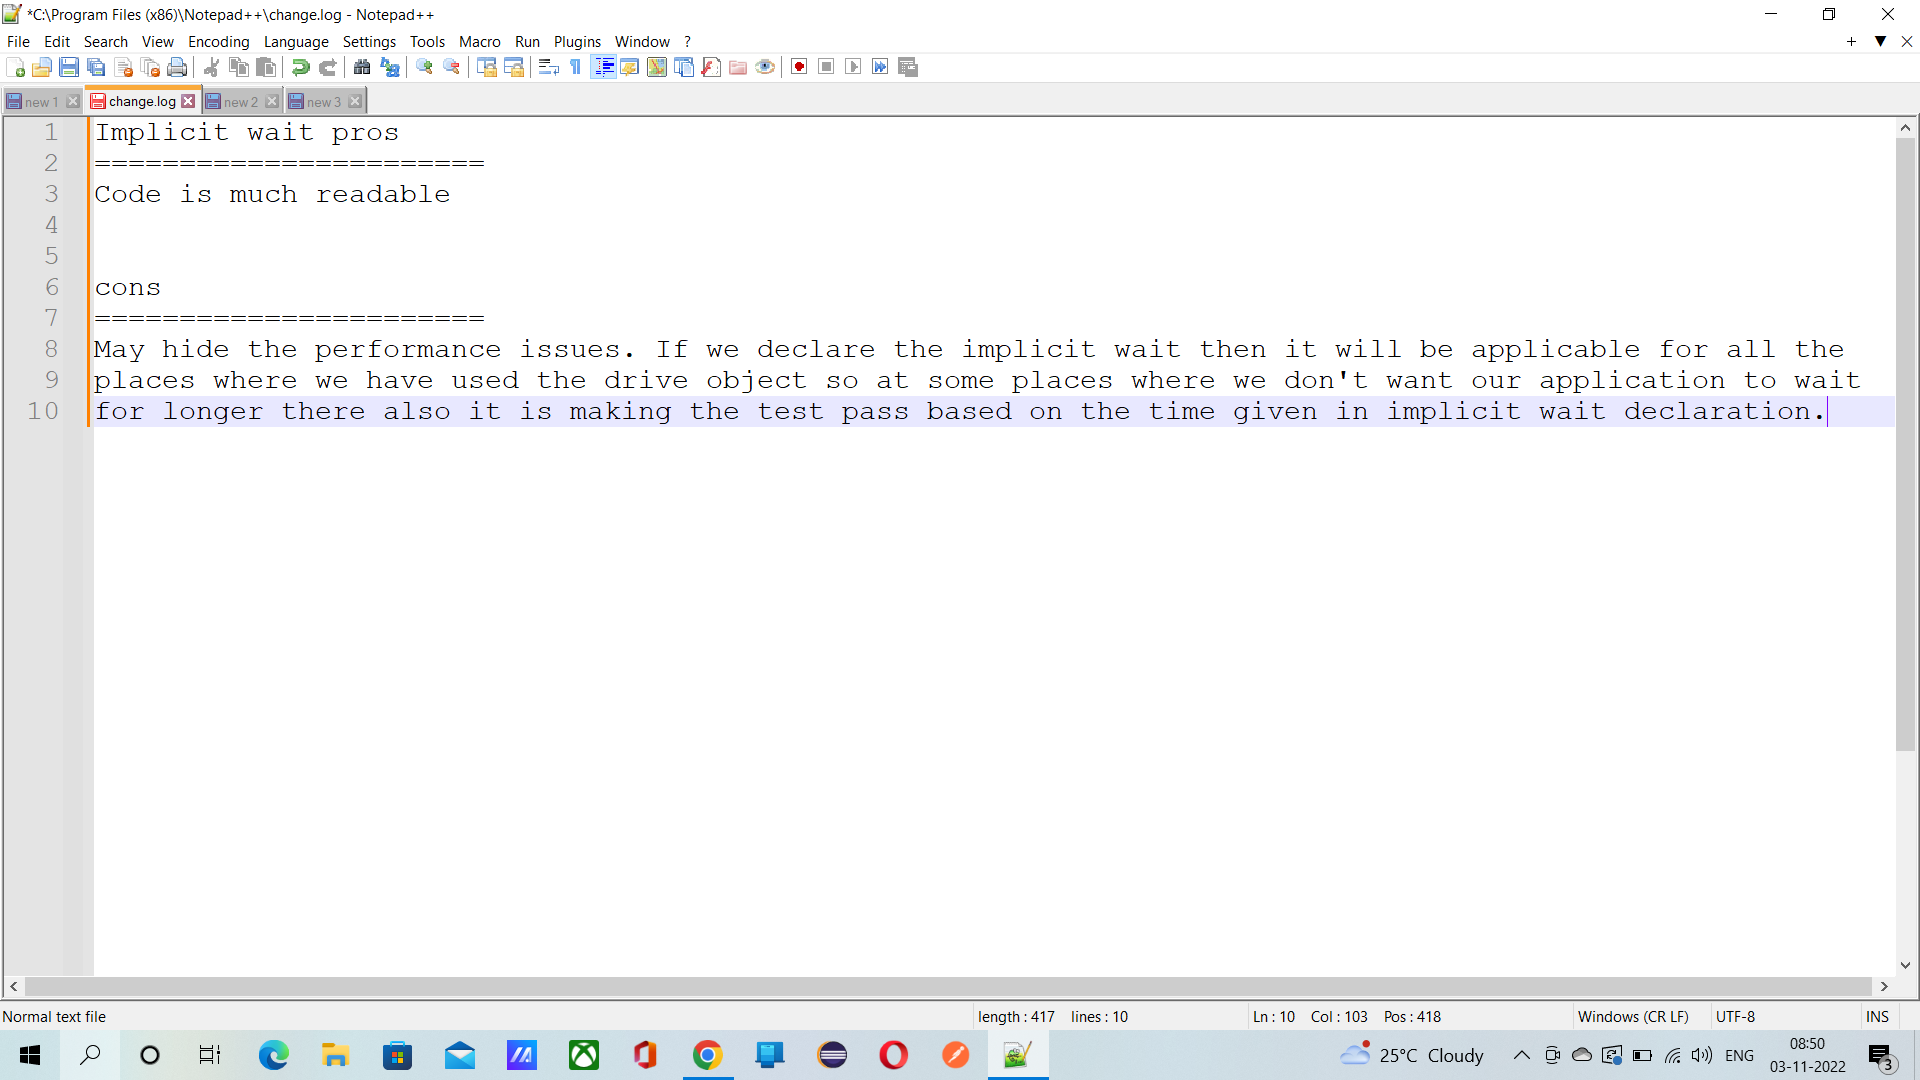 *C:\Program Files (x86)\Notepad++\change.log - Notepad++
File Edit Search View Encoding Language Settings Tools Macro Run Plugins Window ?
new 1 change.log new 2 new 3
1 Implicit wait pros
2 =======================
3 Code is much readable
4
5
6 cons
7 =======================
8 May hide the performance issues. If we declare the implicit wait then it will be applicable for all the
9 places where we have used the drive object so at some places where we don't want our application to wait
10 for longer there also it is making the test pass based on the time given in implicit wait declaration.
Normal text file length : 417 lines : 10 Ln : 10 Col : 103 Pos : 418 Windows (CR LF) UTF-8 INS
25°C Cloudy ENG 08:50
03-11-2022 3